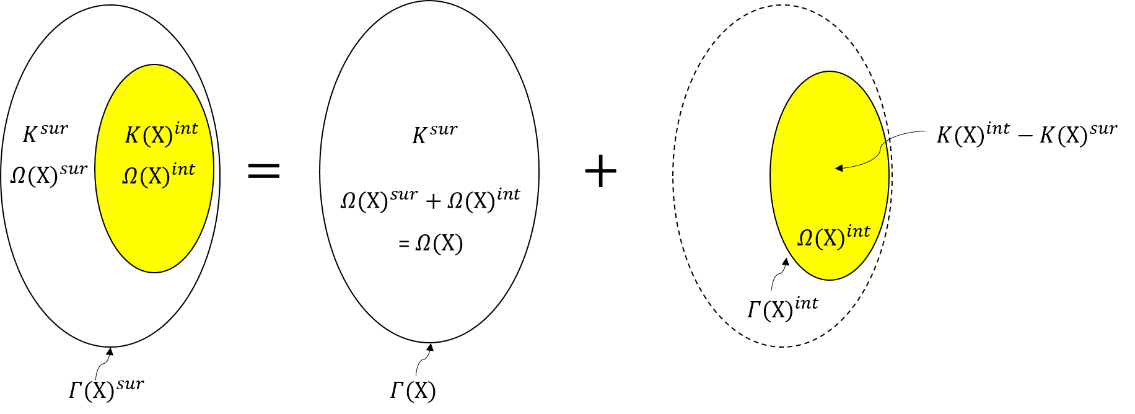 K^sur
Ω(X)^sur
K(X)^int
Ω(X)^int
Γ(X)^sur
=
K^sur
Ω(X)^sur + Ω(X)^int
= Ω(X)
Γ(X)
+
K(X)^int − K(X)^sur
Ω(X)^int
Γ(X)^int